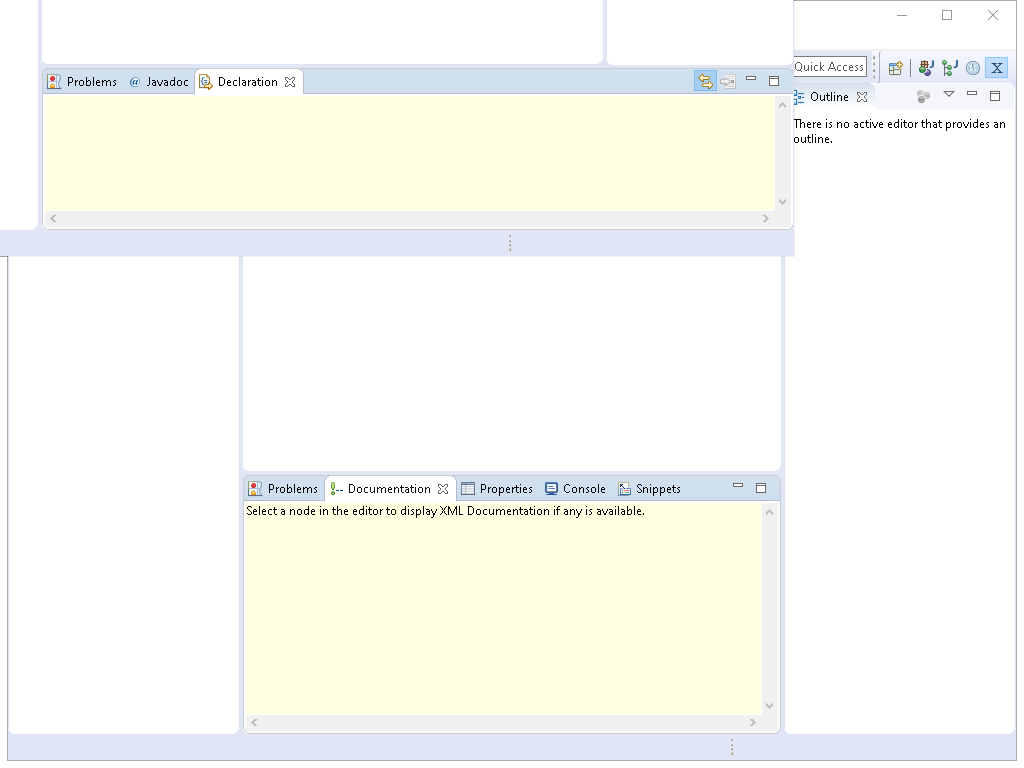 Quick Access
Problems @ Javadoc Declaration
Outline
There is no active editor that provides an
outline.
Problems Documentation Properties Console Snippets
Select a node in the editor to display XML Documentation if any is available.